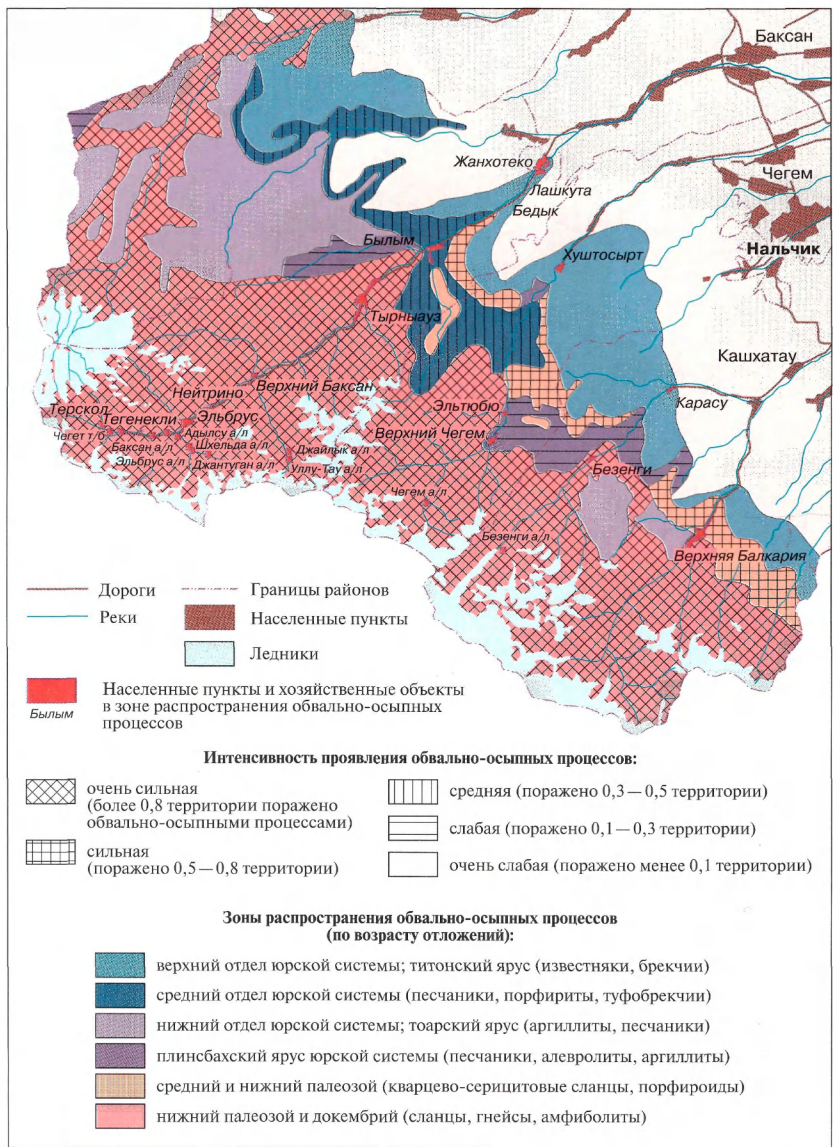 Баксан
Жанхотеко
Чегем
Лашкута
Бедык
Былым
Хуштосырт
Нальчик
Тырныауз
Кашхатау
Нейтрино
Верхний Баксан
Эльтюбю
Карасу
Терскол
Тегенекли
Эльбрус
Чегет т/б
Адылсу а/л
Верхний Чегем
Баксан а/л
Шхельда а/л
Джайлык а/л
Безенги
Эльбрус а/л
Джантуган а/л
Уллу-Тау а/л
Чегем а/л
Безенги а/л
Верхняя Балкария
Дороги
Границы районов
Реки
Населенные пункты
Ледники
Былым
Населенные пункты и хозяйственные объекты
в зоне распространения обвально-осыпных
процессов
Интенсивность проявления обвально-осыпных процессов:
очень сильная
(более 0,8 территории поражено
обвально-осыпными процессами)
сильная
(поражено 0,5—0,8 территории)
средняя (поражено 0,3—0,5 территории)
слабая (поражено 0,1—0,3 территории)
очень слабая (поражено менее 0,1 территории)
Зоны распространения обвально-осыпных процессов
(по возрасту отложений):
верхний отдел юрской системы; титонский ярус (известняки, брекчии)
средний отдел юрской системы (песчаники, порфириты, туфобрекчии)
нижний отдел юрской системы; тоарский ярус (аргиллиты, песчаники)
плинсбахский ярус юрской системы (песчаники, алевролиты, аргиллиты)
средний и нижний палеозой (кварцево-серицитовые сланцы, порфироиды)
нижний палеозой и докембрий (сланцы, гнейсы, амфиболиты)